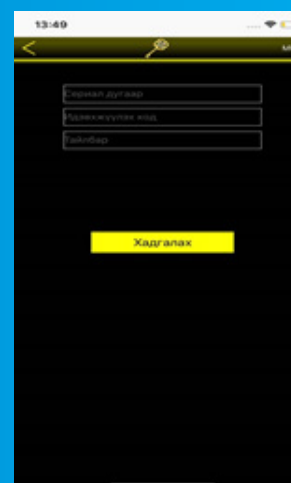 13:49
Сериал дугаар
Идэвхжүүлэх код
Тайлбар
Хадгалах